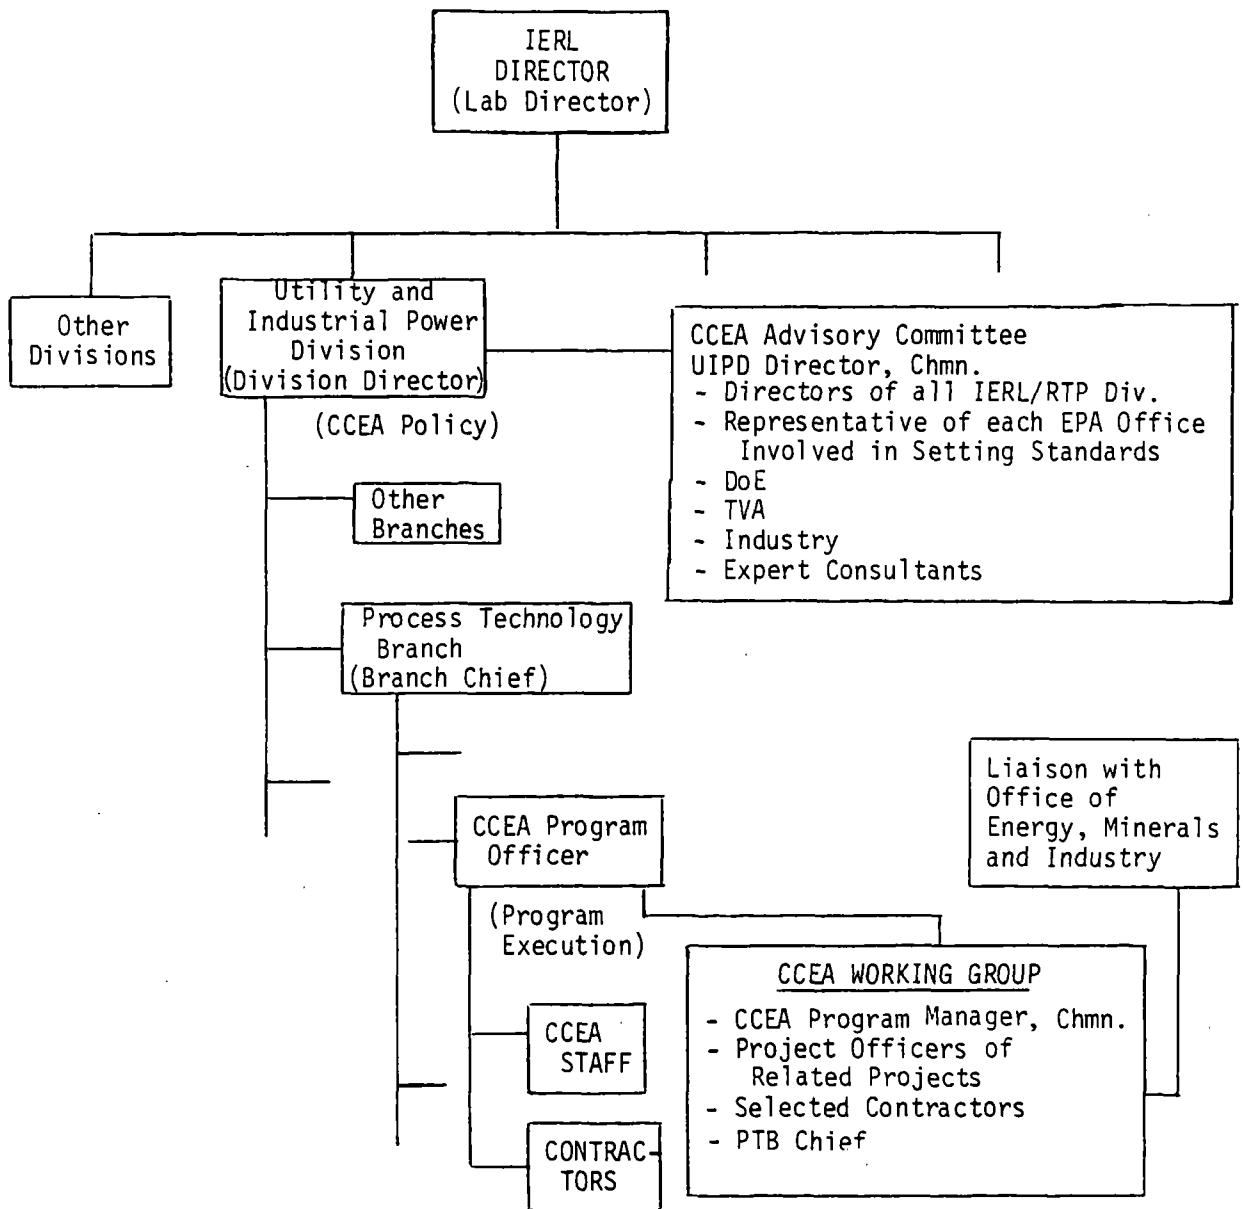 IERL
DIRECTOR
(Lab Director)
Other
Divisions
Utility and
Industrial Power
Division
(Division Director)
(CCEA Policy)
CCEA Advisory Committee
UIPD Director, Chmn.
- Directors of all IERL/RTP Div.
- Representative of each EPA Office
Involved in Setting Standards
- DoE
- TVA
- Industry
- Expert Consultants
Other
Branches
Process Technology
Branch
(Branch Chief)
CCEA Program
Officer
(Program
Execution)
Liaison with
Office of
Energy, Minerals
and Industry
CCEA WORKING GROUP
- CCEA Program Manager, Chmn.
- Project Officers of
Related Projects
- Selected Contractors
- PTB Chief
CCEA
STAFF
CONTRAC-
TORS